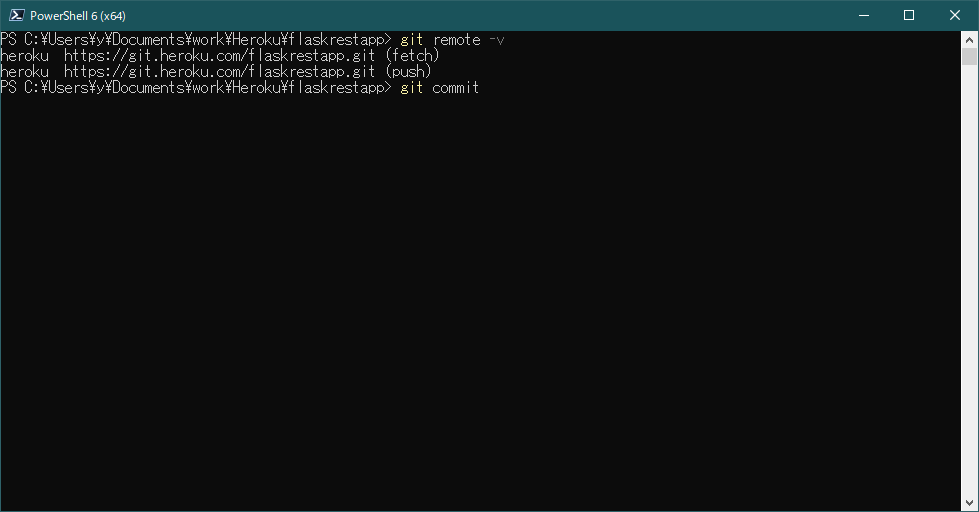 PowerShell 6 (x64)
PS C:¥Users¥y¥Documents¥work¥Heroku¥flaskrestapp> git remote -v
heroku  https://git.heroku.com/flaskrestapp.git (fetch)
heroku  https://git.heroku.com/flaskrestapp.git (push)
PS C:¥Users¥y¥Documents¥work¥Heroku¥flaskrestapp> git commit